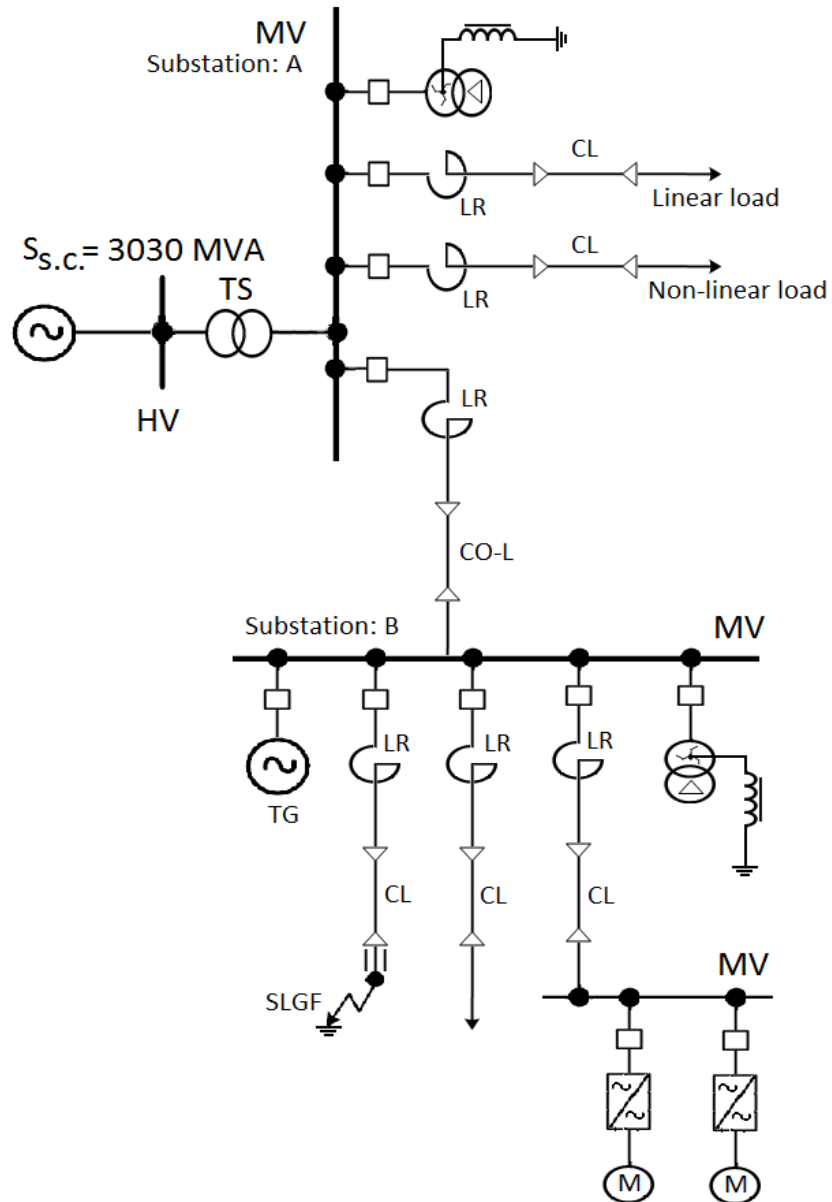 MV
Substation: A
CL
LR
Linear load
S s.c.= 3030 MVA
TS
CL
LR
Non-linear load
HV
LR
CO-L
Substation: B
MV
LR
LR
LR
TG
CL
CL
CL
MV
SLGF
M
M